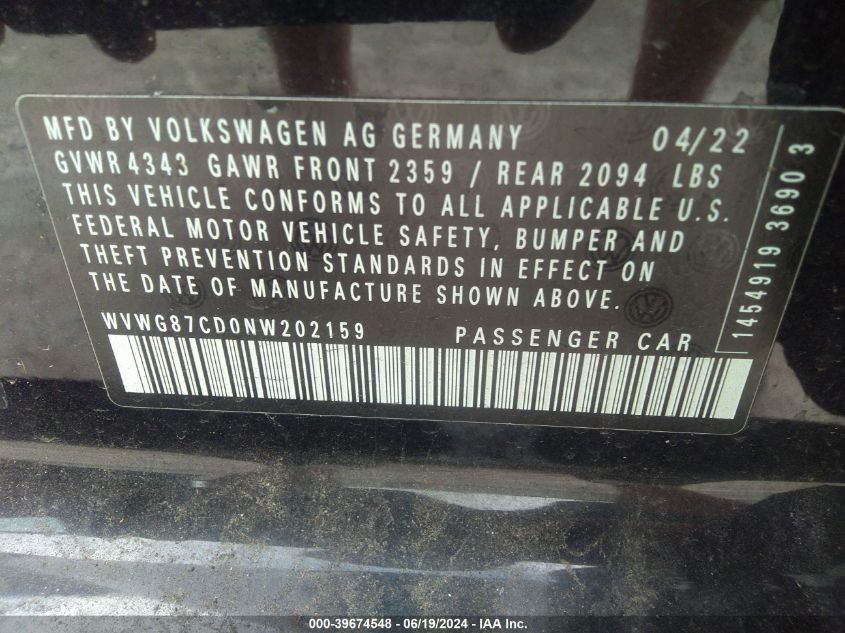 MFD BY VOLKSWAGEN AG GERMANY 04/22
GVWR 4343 GAWR FRONT 2359 / REAR 2094 LBS
THIS VEHICLE CONFORMS TO ALL APPLICABLE U.S.
FEDERAL MOTOR VEHICLE SAFETY, BUMPER AND
THEFT PREVENTION STANDARDS IN EFFECT ON
THE DATE OF MANUFACTURE SHOWN ABOVE.
WVWG87CD0NW202159 PASSENGER CAR
1454919 3690 3
000-39674548 - 06/19/2024 - IAA Inc.